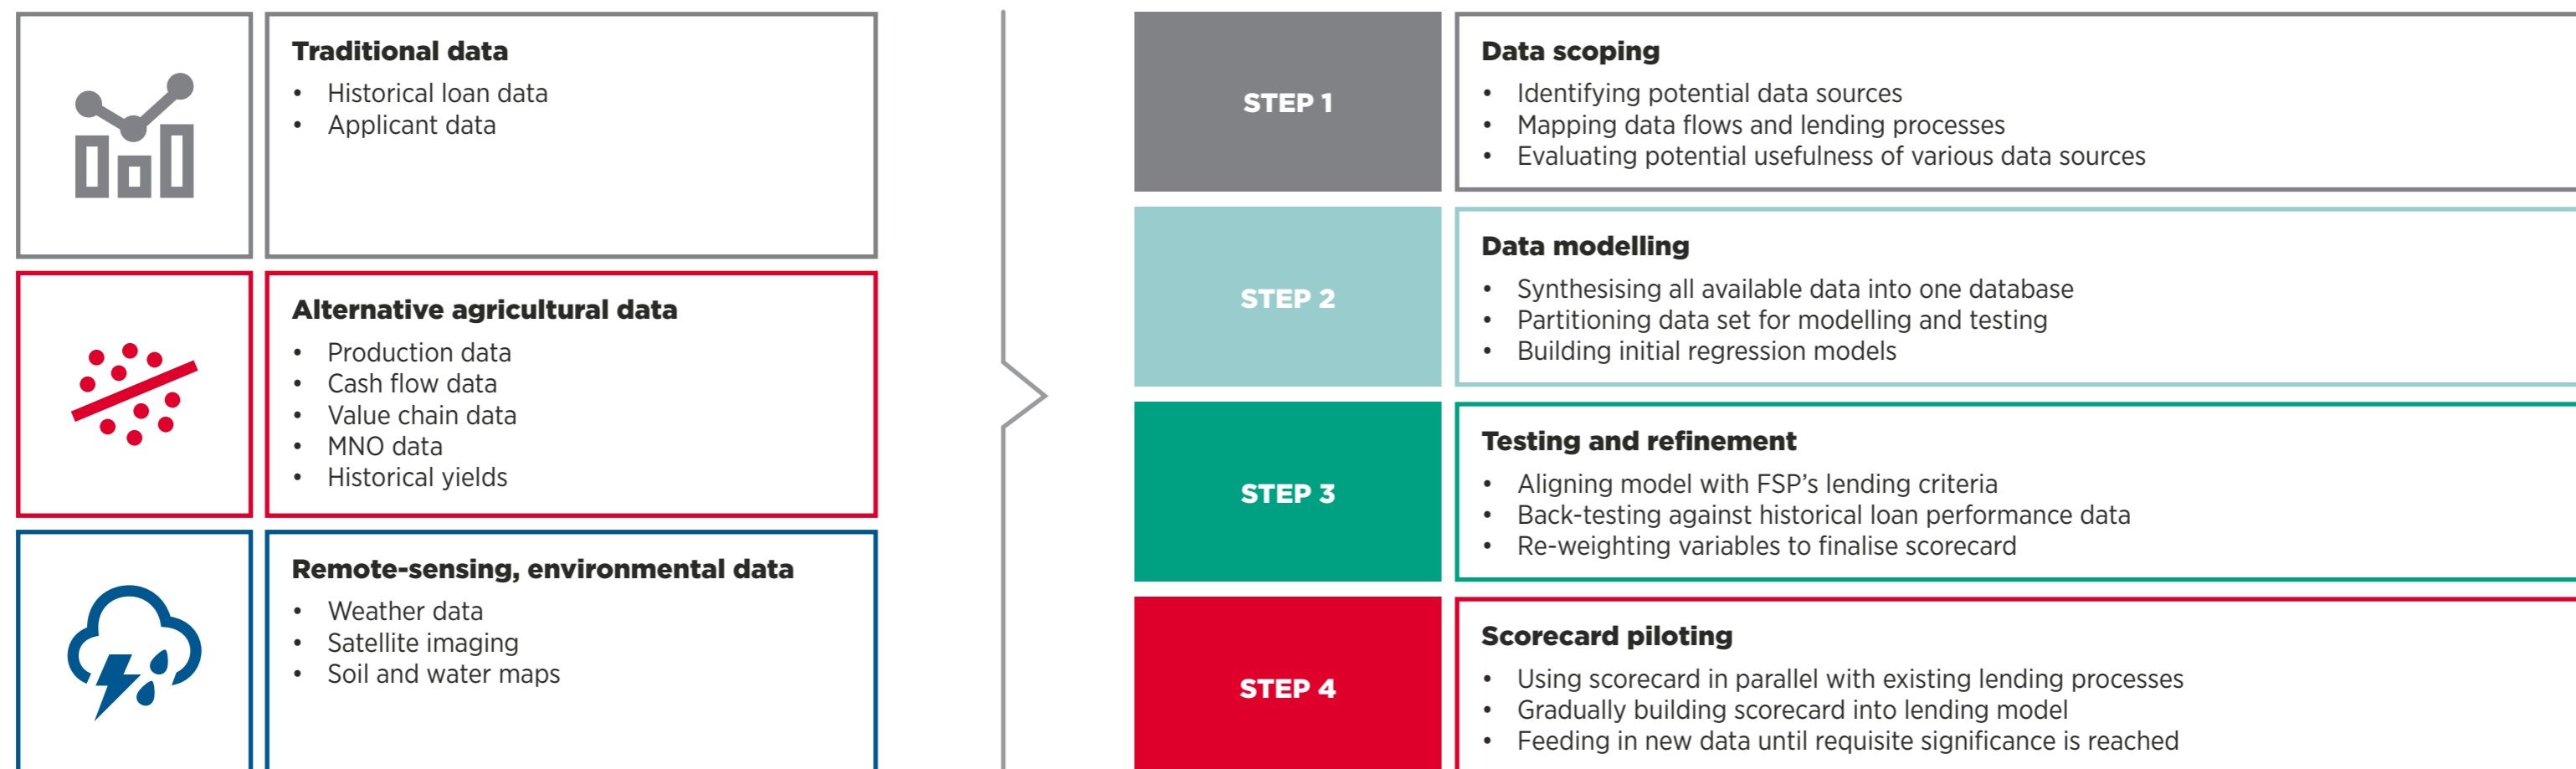 Traditional data
• Historical loan data
• Applicant data
Alternative agricultural data
• Production data
• Cash flow data
• Value chain data
• MNO data
• Historical yields
Remote-sensing, environmental data
• Weather data
• Satellite imaging
• Soil and water maps
STEP 1
Data scoping
• Identifying potential data sources
• Mapping data flows and lending processes
• Evaluating potential usefulness of various data sources
STEP 2
Data modelling
• Synthesising all available data into one database
• Partitioning data set for modelling and testing
• Building initial regression models
STEP 3
Testing and refinement
• Aligning model with FSP’s lending criteria
• Back-testing against historical loan performance data
• Re-weighting variables to finalise scorecard
STEP 4
Scorecard piloting
• Using scorecard in parallel with existing lending processes
• Gradually building scorecard into lending model
• Feeding in new data until requisite significance is reached